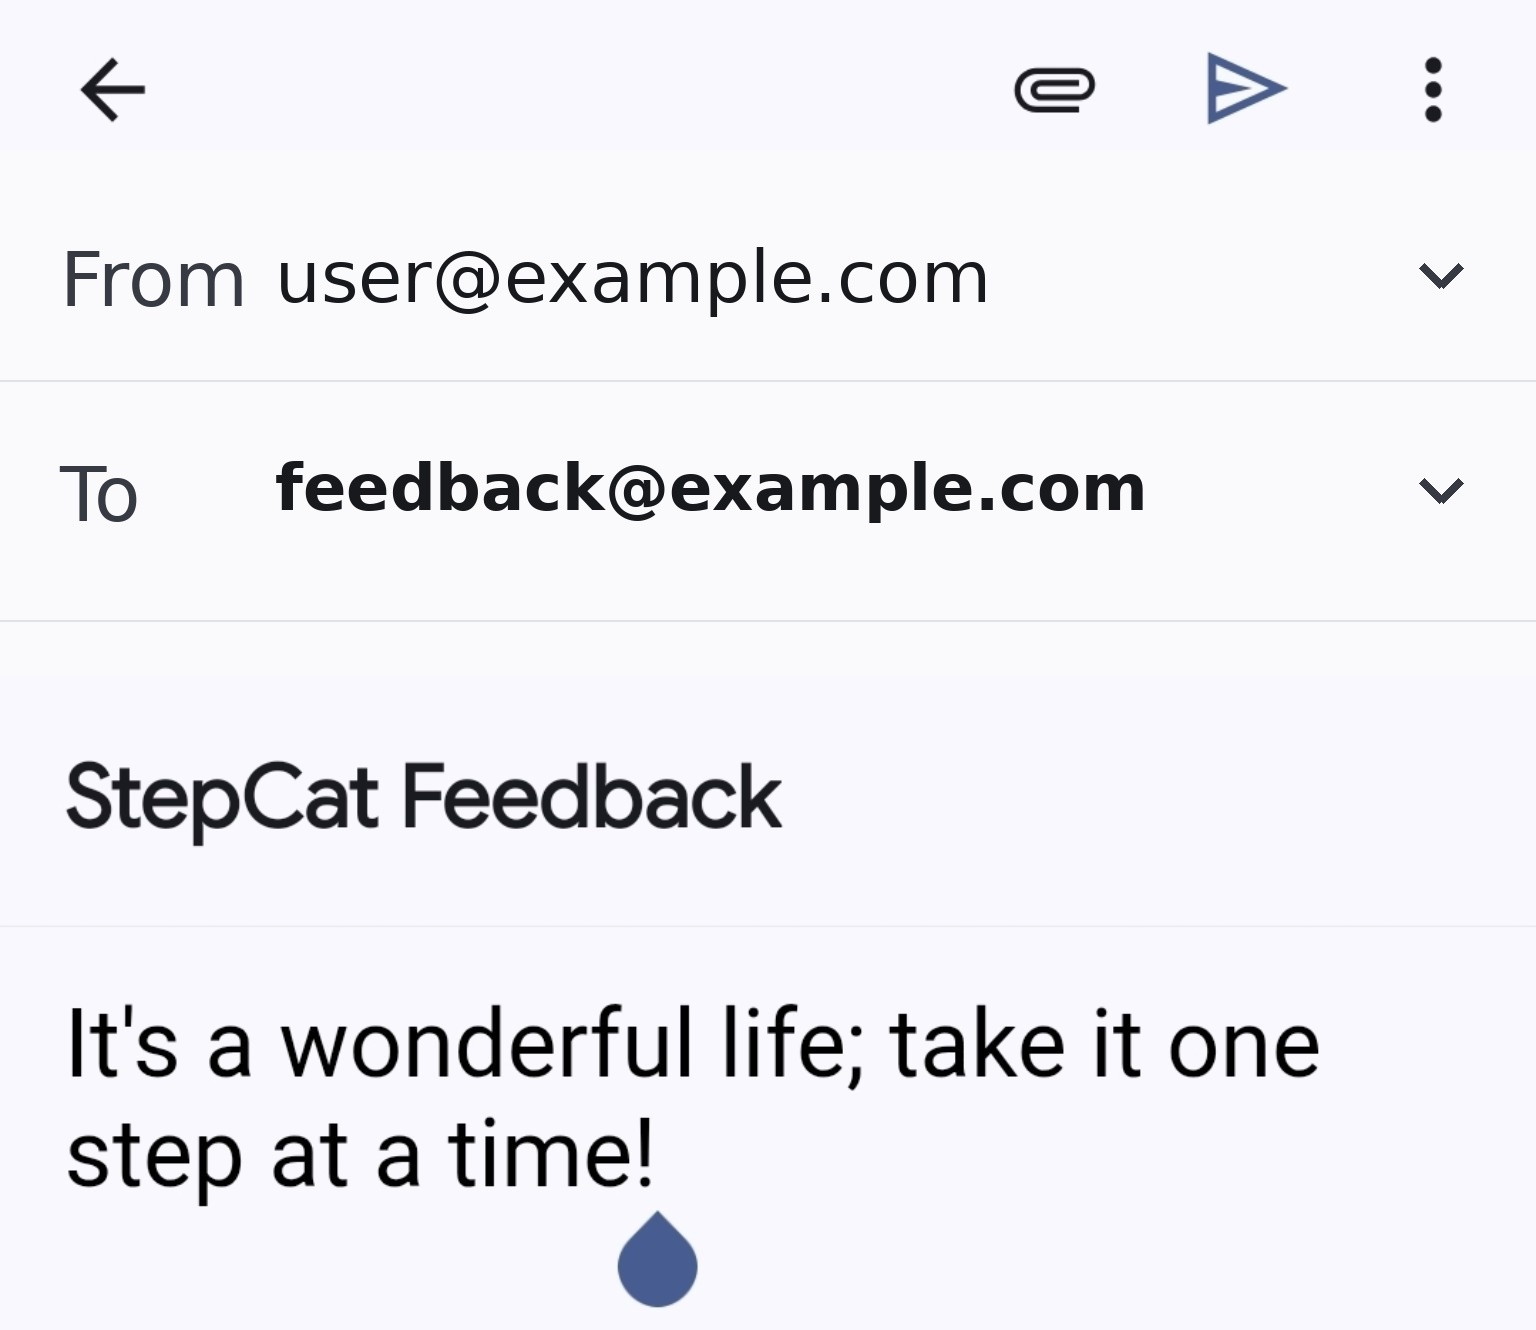 From user@example.com
To feedback@example.com
StepCat Feedback
It's a wonderful life; take it one
step at a time!